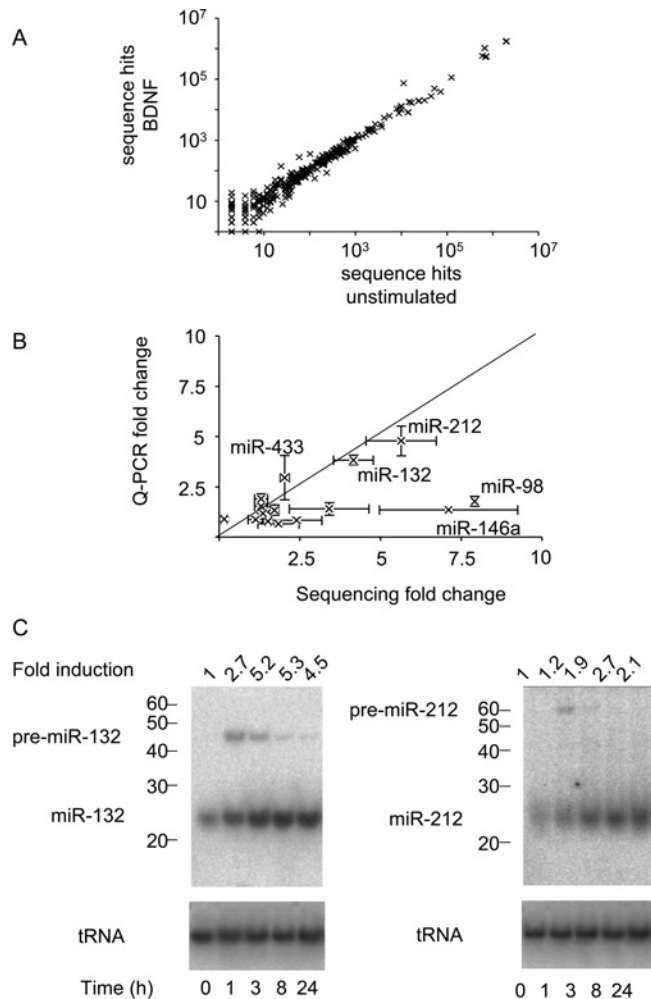 A
sequence hits
BDNF
10^7
10^5
10^3
10
10 10^3 10^5 10^7
sequence hits
unstimulated
B
Q-PCR fold change
10
7.5
5
2.5
miR-433
miR-212
miR-132
miR-98
miR-146a
2.5 5 7.5 10
Sequencing fold change
C
Fold induction
1 2.7 5.2 5.3 4.5
60
50
pre-miR-132
40
30
miR-132
20
tRNA
Time (h) 0 1 3 8 24
1 1.2 1.9 2.7 2.1
pre-miR-212
60
50
40
30
miR-212
20
tRNA
0 1 3 8 24